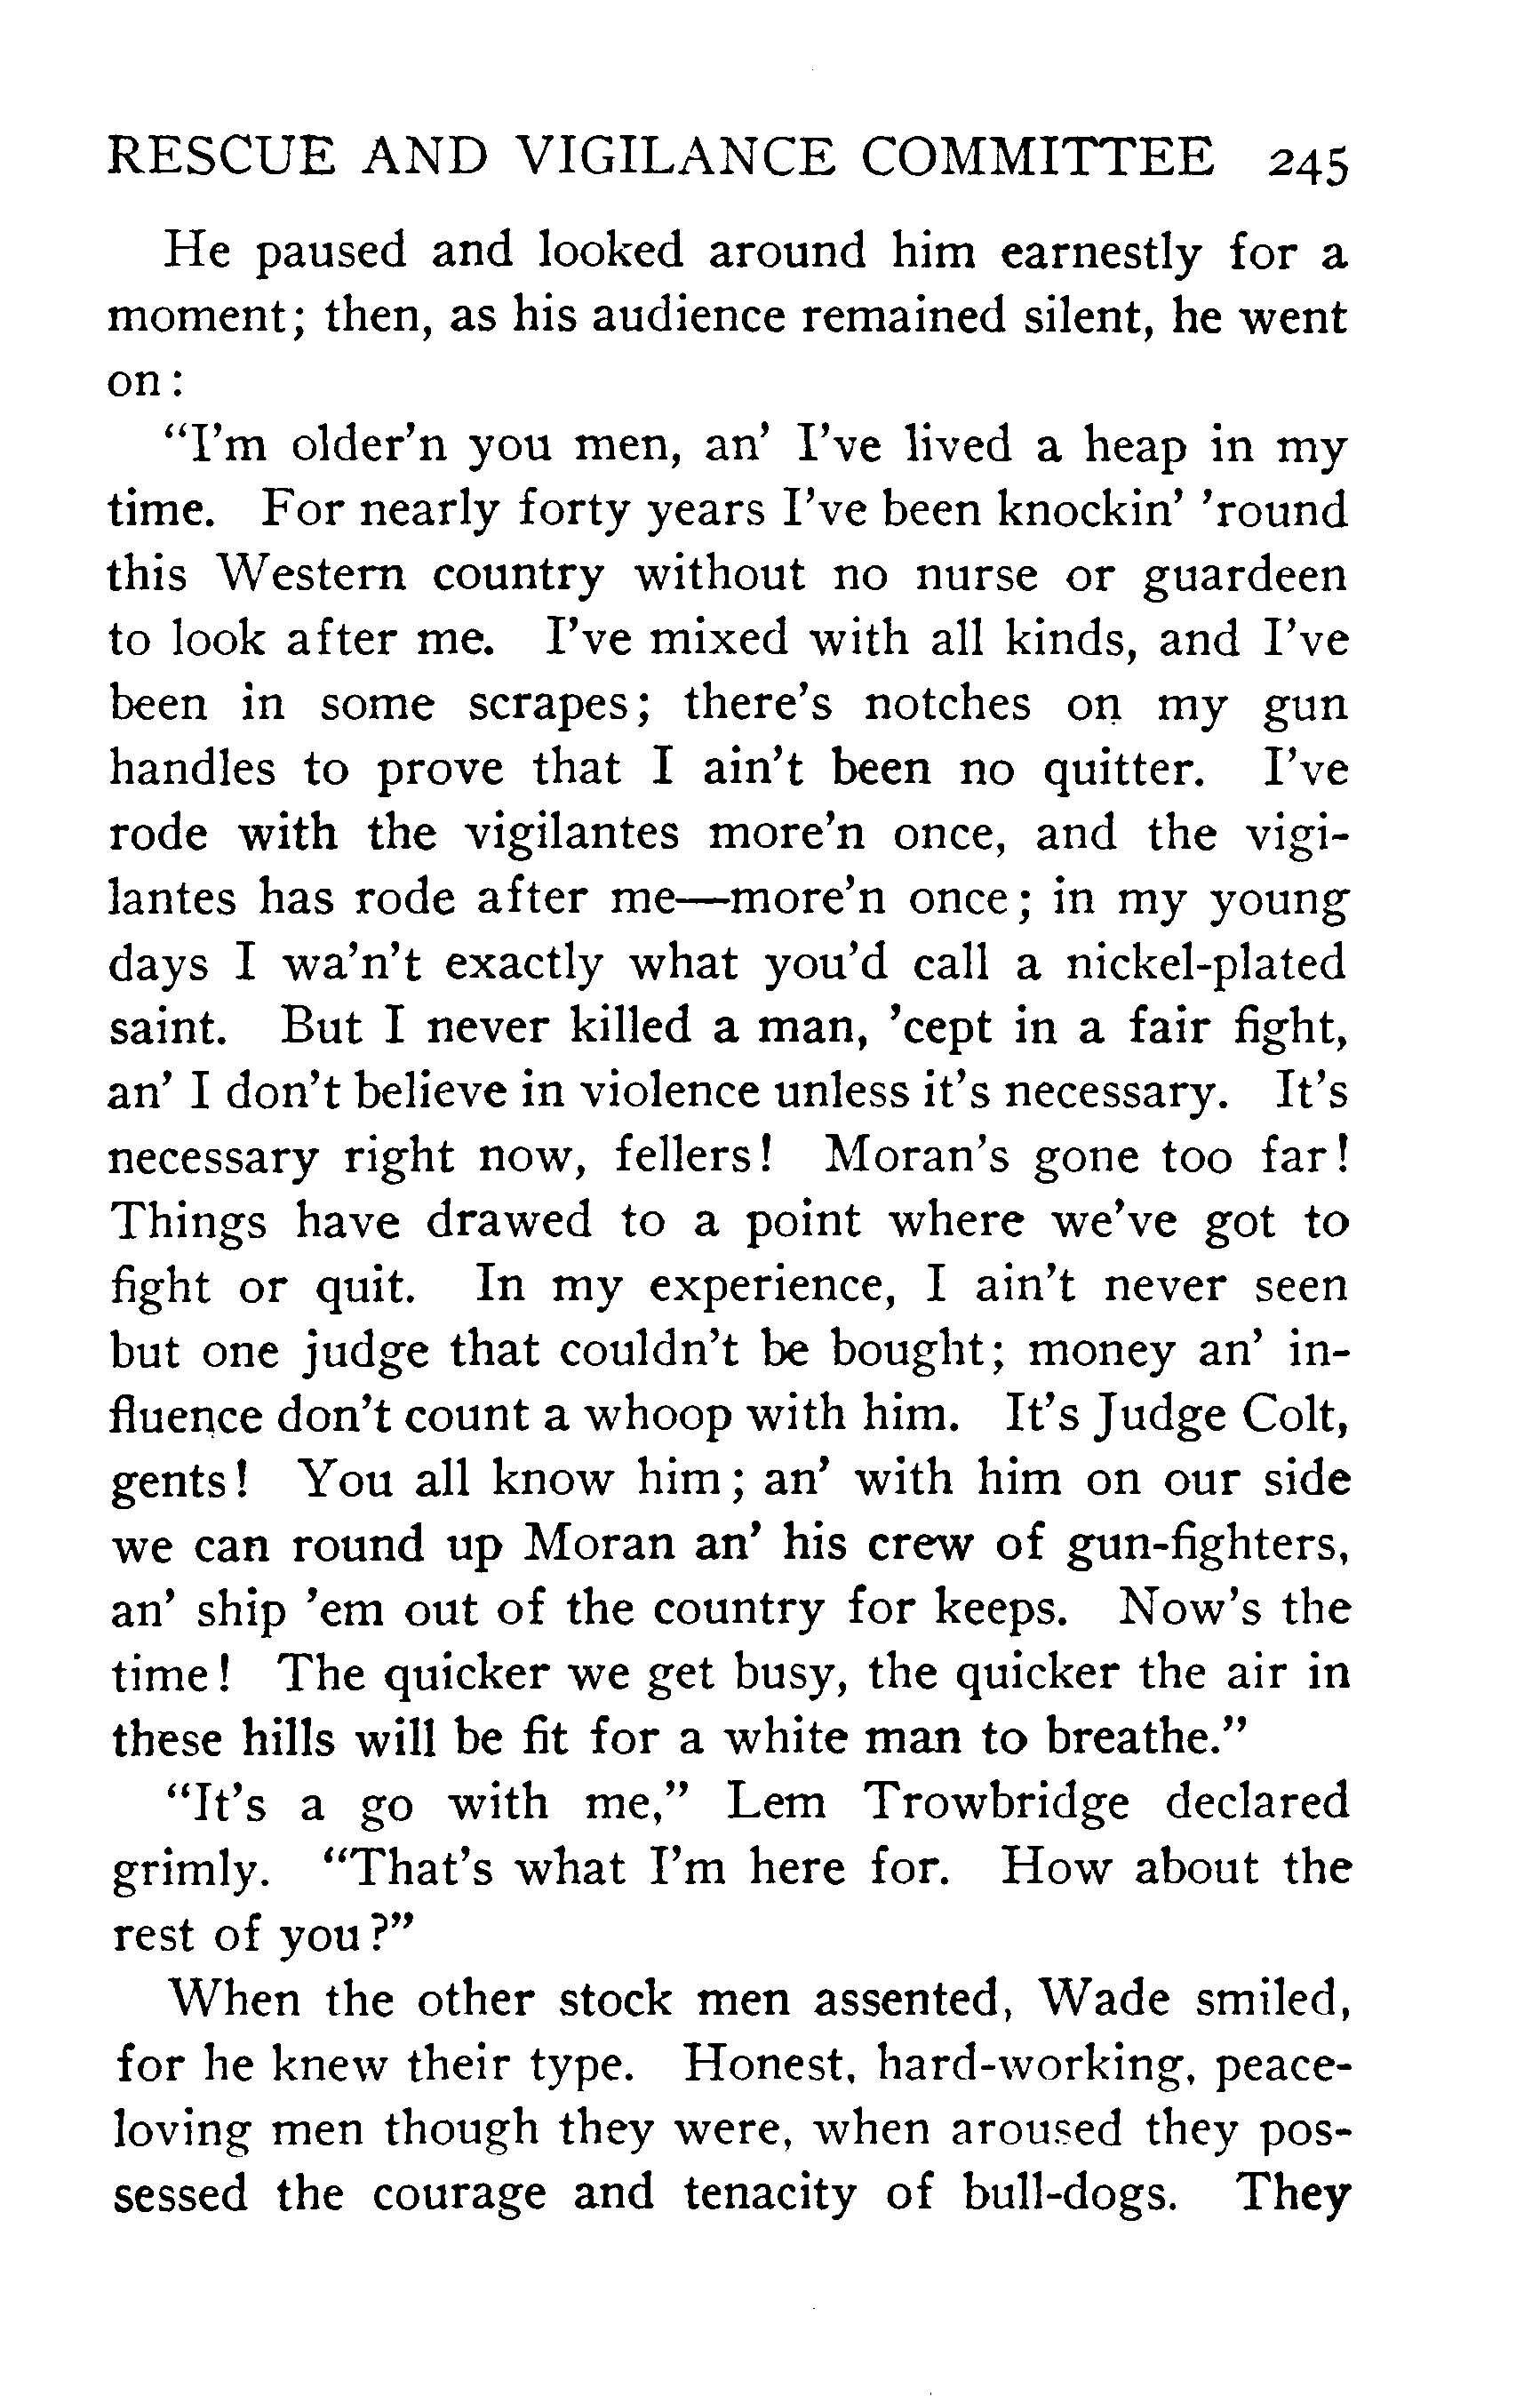 RESCUE AND VIGILANCE COMMITTEE 245
He paused and looked around him earnestly for a
moment; then, as his audience remained silent, he went
on:
“I’m older’n you men, an’ I’ve lived a heap in my
time. For nearly forty years I’ve been knockin’ ’round
this Western country without no nurse or guardeen
to look after me. I’ve mixed with all kinds, and I’ve
been in some scrapes; there’s notches on my gun
handles to prove that I ain’t been no quitter. I’ve
rode with the vigilantes more’n once, and the vigi-
lantes has rode after me—more’n once; in my young
days I wa’n’t exactly what you’d call a nickel-plated
saint. But I never killed a man, ’cept in a fair fight,
an’ I don’t believe in violence unless it’s necessary. It’s
necessary right now, fellers! Moran’s gone too far!
Things have drawed to a point where we’ve got to
fight or quit. In my experience, I ain’t never seen
but one judge that couldn’t be bought; money an’ in-
fluence don’t count a whoop with him. It’s Judge Colt,
gents! You all know him; an’ with him on our side
we can round up Moran an’ his crew of gun-fighters,
an’ ship ’em out of the country for keeps. Now’s the
time! The quicker we get busy, the quicker the air in
these hills will be fit for a white man to breathe.”
“It’s a go with me,” Lem Trowbridge declared
grimly. “That’s what I’m here for. How about the
rest of you?”
When the other stock men assented, Wade smiled,
for he knew their type. Honest, hard-working, peace-
loving men though they were, when aroused they pos-
sessed the courage and tenacity of bull-dogs. They